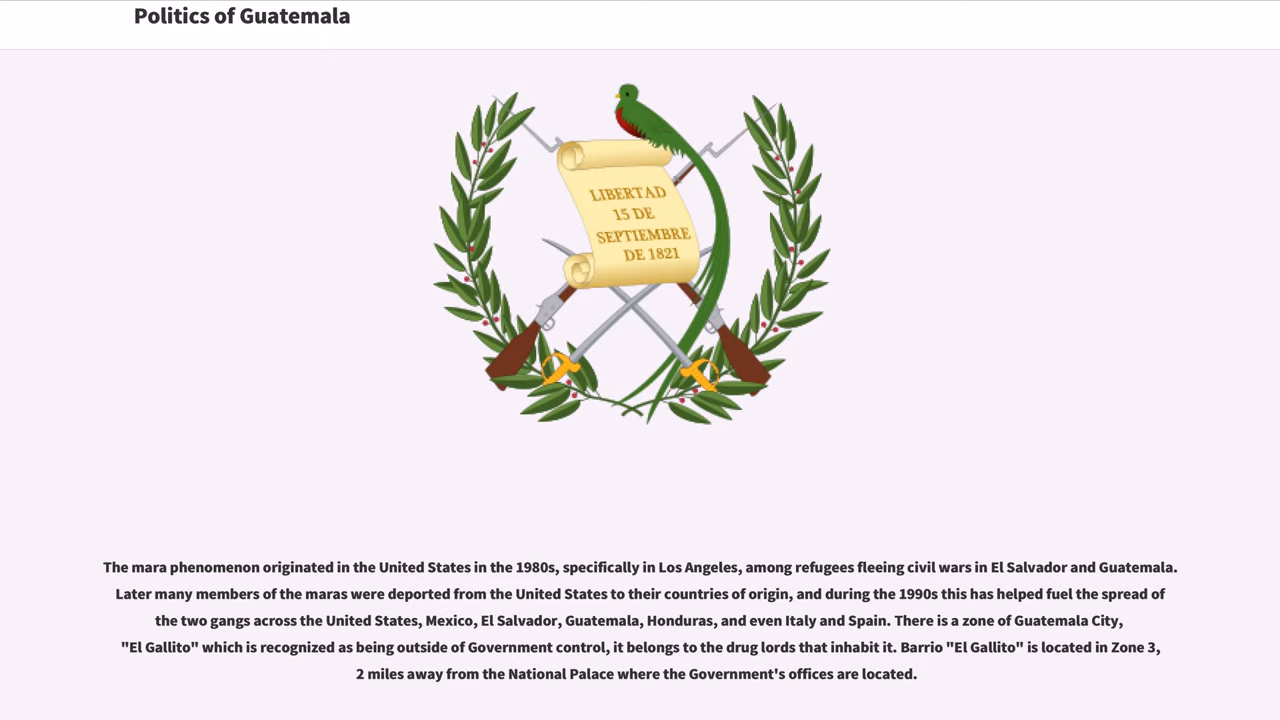 Politics of Guatemala
LIBERTAD
15 DE
SEPTIEMBRE
DE 1821
The mara phenomenon originated in the United States in the 1980s, specifically in Los Angeles, among refugees fleeing civil wars in El Salvador and Guatemala.
Later many members of the maras were deported from the United States to their countries of origin, and during the 1990s this has helped fuel the spread of
the two gangs across the United States, Mexico, El Salvador, Guatemala, Honduras, and even Italy and Spain. There is a zone of Guatemala City,
"El Gallito" which is recognized as being outside of Government control, it belongs to the drug lords that inhabit it. Barrio "El Gallito" is located in Zone 3,
2 miles away from the National Palace where the Government's offices are located.